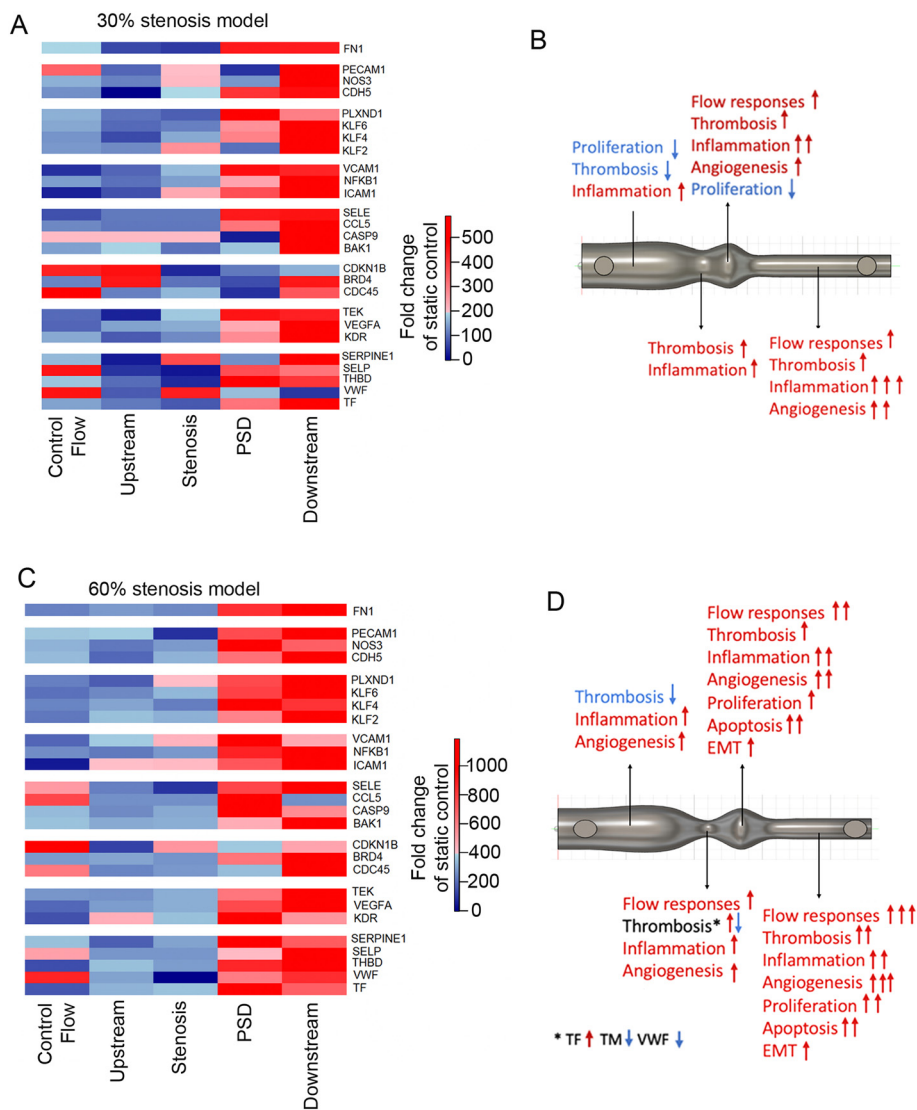 A
30% stenosis model
FN1
PECAM1
NOS3
CDH5
PLXND1
KLF6
KLF4
KLF2
VCAM1
NFKB1
ICAM1
SELE
CCL5
CASP9
BAK1
CDKN1B
BRD4
CDC45
TEK
VEGFA
KDR
SERPINE1
SELP
THBD
VWF
TF
Control
Flow
Upstream
Stenosis
PSD
Downstream
Fold change
of static control
500
400
300
200
100
0
B
Proliferation ↓
Thrombosis ↓
Inflammation ↑
Flow responses ↑
Thrombosis ↑
Inflammation ↑↑
Angiogenesis ↑
Proliferation ↓
Thrombosis ↑
Inflammation ↑
Flow responses ↑
Thrombosis ↑
Inflammation ↑↑↑
Angiogenesis ↑↑
C
60% stenosis model
FN1
PECAM1
NOS3
CDH5
PLXND1
KLF6
KLF4
KLF2
VCAM1
NFKB1
ICAM1
SELE
CCL5
CASP9
BAK1
CDKN1B
BRD4
CDC45
TEK
VEGFA
KDR
SERPINE1
SELP
THBD
VWF
TF
Control
Flow
Upstream
Stenosis
PSD
Downstream
Fold change
of static control
1000
800
600
400
200
0
D
Thrombosis ↓
Inflammation ↑
Angiogenesis ↑
Flow responses ↑↑
Thrombosis ↑
Inflammation ↑↑
Angiogenesis ↑↑
Proliferation ↑
Apoptosis ↑↑
EMT ↑
Flow responses ↑
Thrombosis* ↑↓
Inflammation ↑
Angiogenesis ↑
Flow responses ↑↑↑
Thrombosis ↑↑
Inflammation ↑↑
Angiogenesis ↑↑↑
Proliferation ↑↑
Apoptosis ↑↑
EMT ↑
* TF ↑ TM ↓ VWF ↓